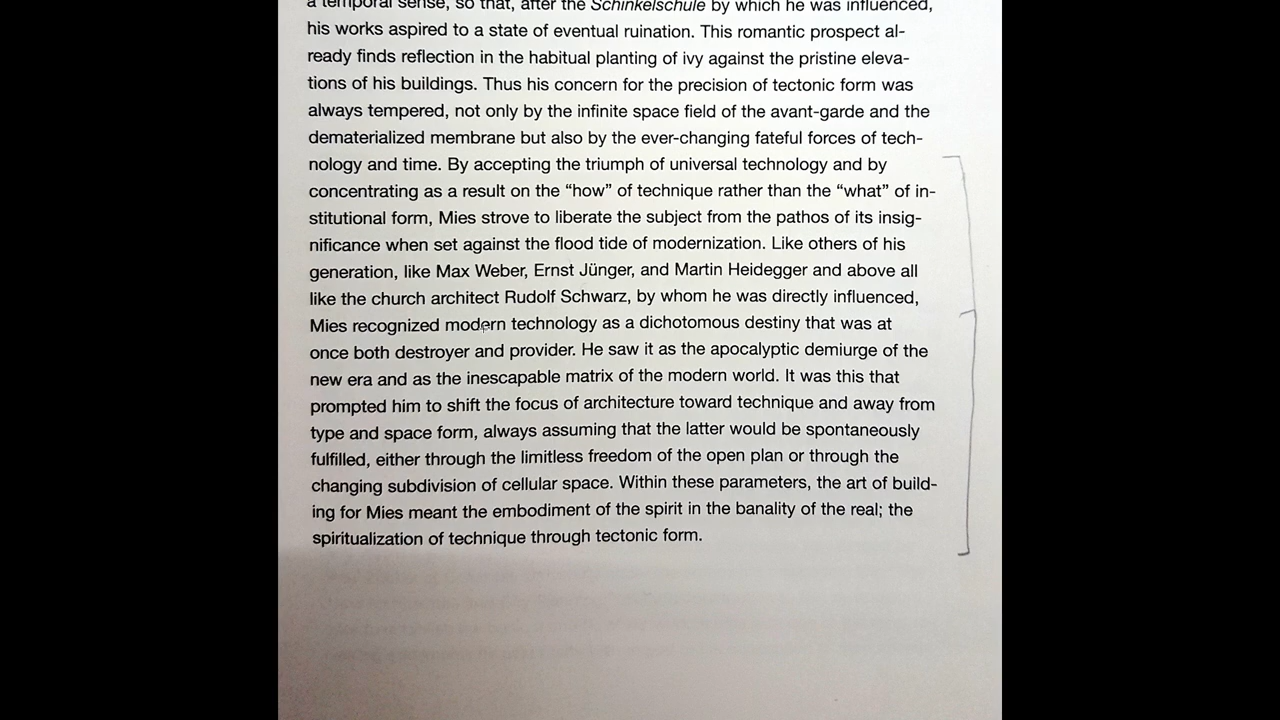 a temporal sense, so that, after the Schinkelschule by which he was influenced,
his works aspired to a state of eventual ruination. This romantic prospect al-
ready finds reflection in the habitual planting of ivy against the pristine eleva-
tions of his buildings. Thus his concern for the precision of tectonic form was
always tempered, not only by the infinite space field of the avant-garde and the
dematerialized membrane but also by the ever-changing fateful forces of tech-
nology and time. By accepting the triumph of universal technology and by
concentrating as a result on the “how” of technique rather than the “what” of in-
stitutional form, Mies strove to liberate the subject from the pathos of its insig-
nificance when set against the flood tide of modernization. Like others of his
generation, like Max Weber, Ernst Jünger, and Martin Heidegger and above all
like the church architect Rudolf Schwarz, by whom he was directly influenced,
Mies recognized modern technology as a dichotomous destiny that was at
once both destroyer and provider. He saw it as the apocalyptic demiurge of the
new era and as the inescapable matrix of the modern world. It was this that
prompted him to shift the focus of architecture toward technique and away from
type and space form, always assuming that the latter would be spontaneously
fulfilled, either through the limitless freedom of the open plan or through the
changing subdivision of cellular space. Within these parameters, the art of build-
ing for Mies meant the embodiment of the spirit in the banality of the real; the
spiritualization of technique through tectonic form.